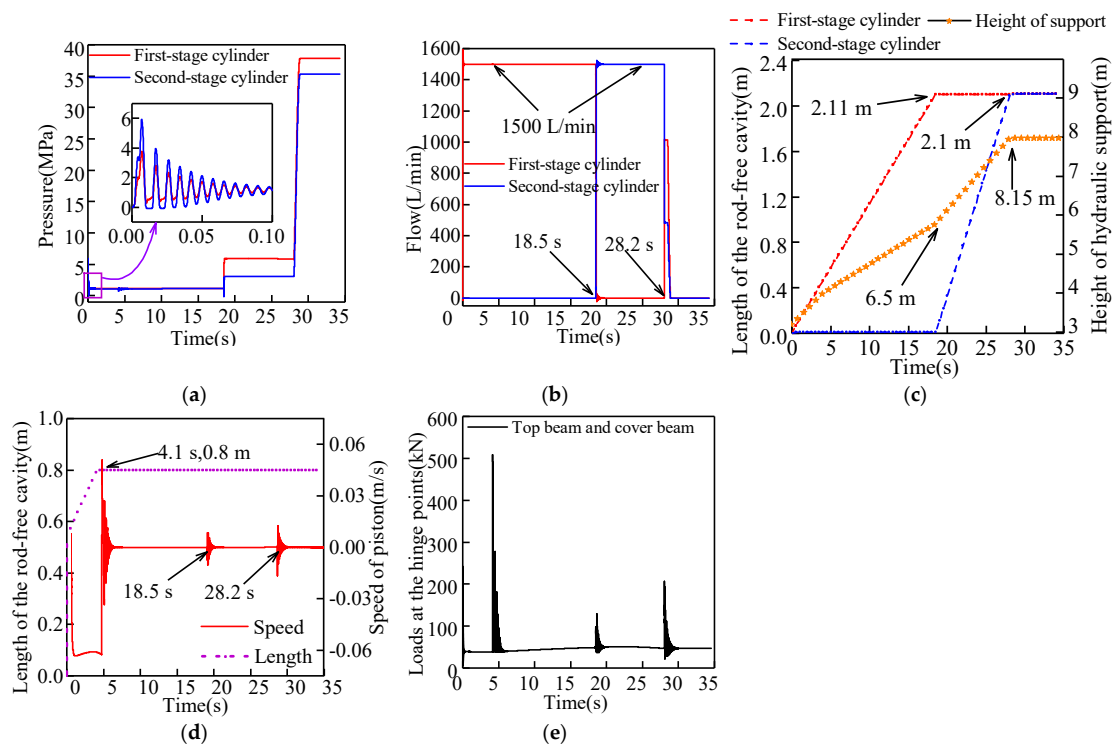 First-stage cylinder
Second-stage cylinder
Pressure(MPa)
40
35
30
25
20
15
10
5
0
6
4
2
0
0.00 0.05 0.10
0 5 10 15 20 25 30 35
Time(s)
(a)
Flow(L/min)
1600
1400
1200
1000
800
600
400
200
0
1500 L/min
First-stage cylinder
Second-stage cylinder
18.5 s
28.2 s
0 5 10 15 20 25 30 35
Time(s)
(b)
First-stage cylinder
Height of support
Second-stage cylinder
Length of the rod-free cavity(m)
2.4
2.0
1.6
1.2
0.8
0.4
0.0
2.11 m
2.1 m
8.15 m
6.5 m
9
8
7
6
5
4
3
Height of hydraulic support(m)
0 5 10 15 20 25 30 35
Time(s)
(c)
Length of the rod-free cavity(m)
1.0
0.8
0.6
0.4
0.2
0.0
4.1 s,0.8 m
18.5 s
28.2 s
Speed
Length
0.06
0.03
0.00
-0.03
-0.06
Speed of piston(m/s)
0 5 10 15 20 25 30 35
Time(s)
(d)
Loads at the hinge points(kN)
600
500
400
300
200
100
0
Top beam and cover beam
0 5 10 15 20 25 30 35
Time(s)
(e)